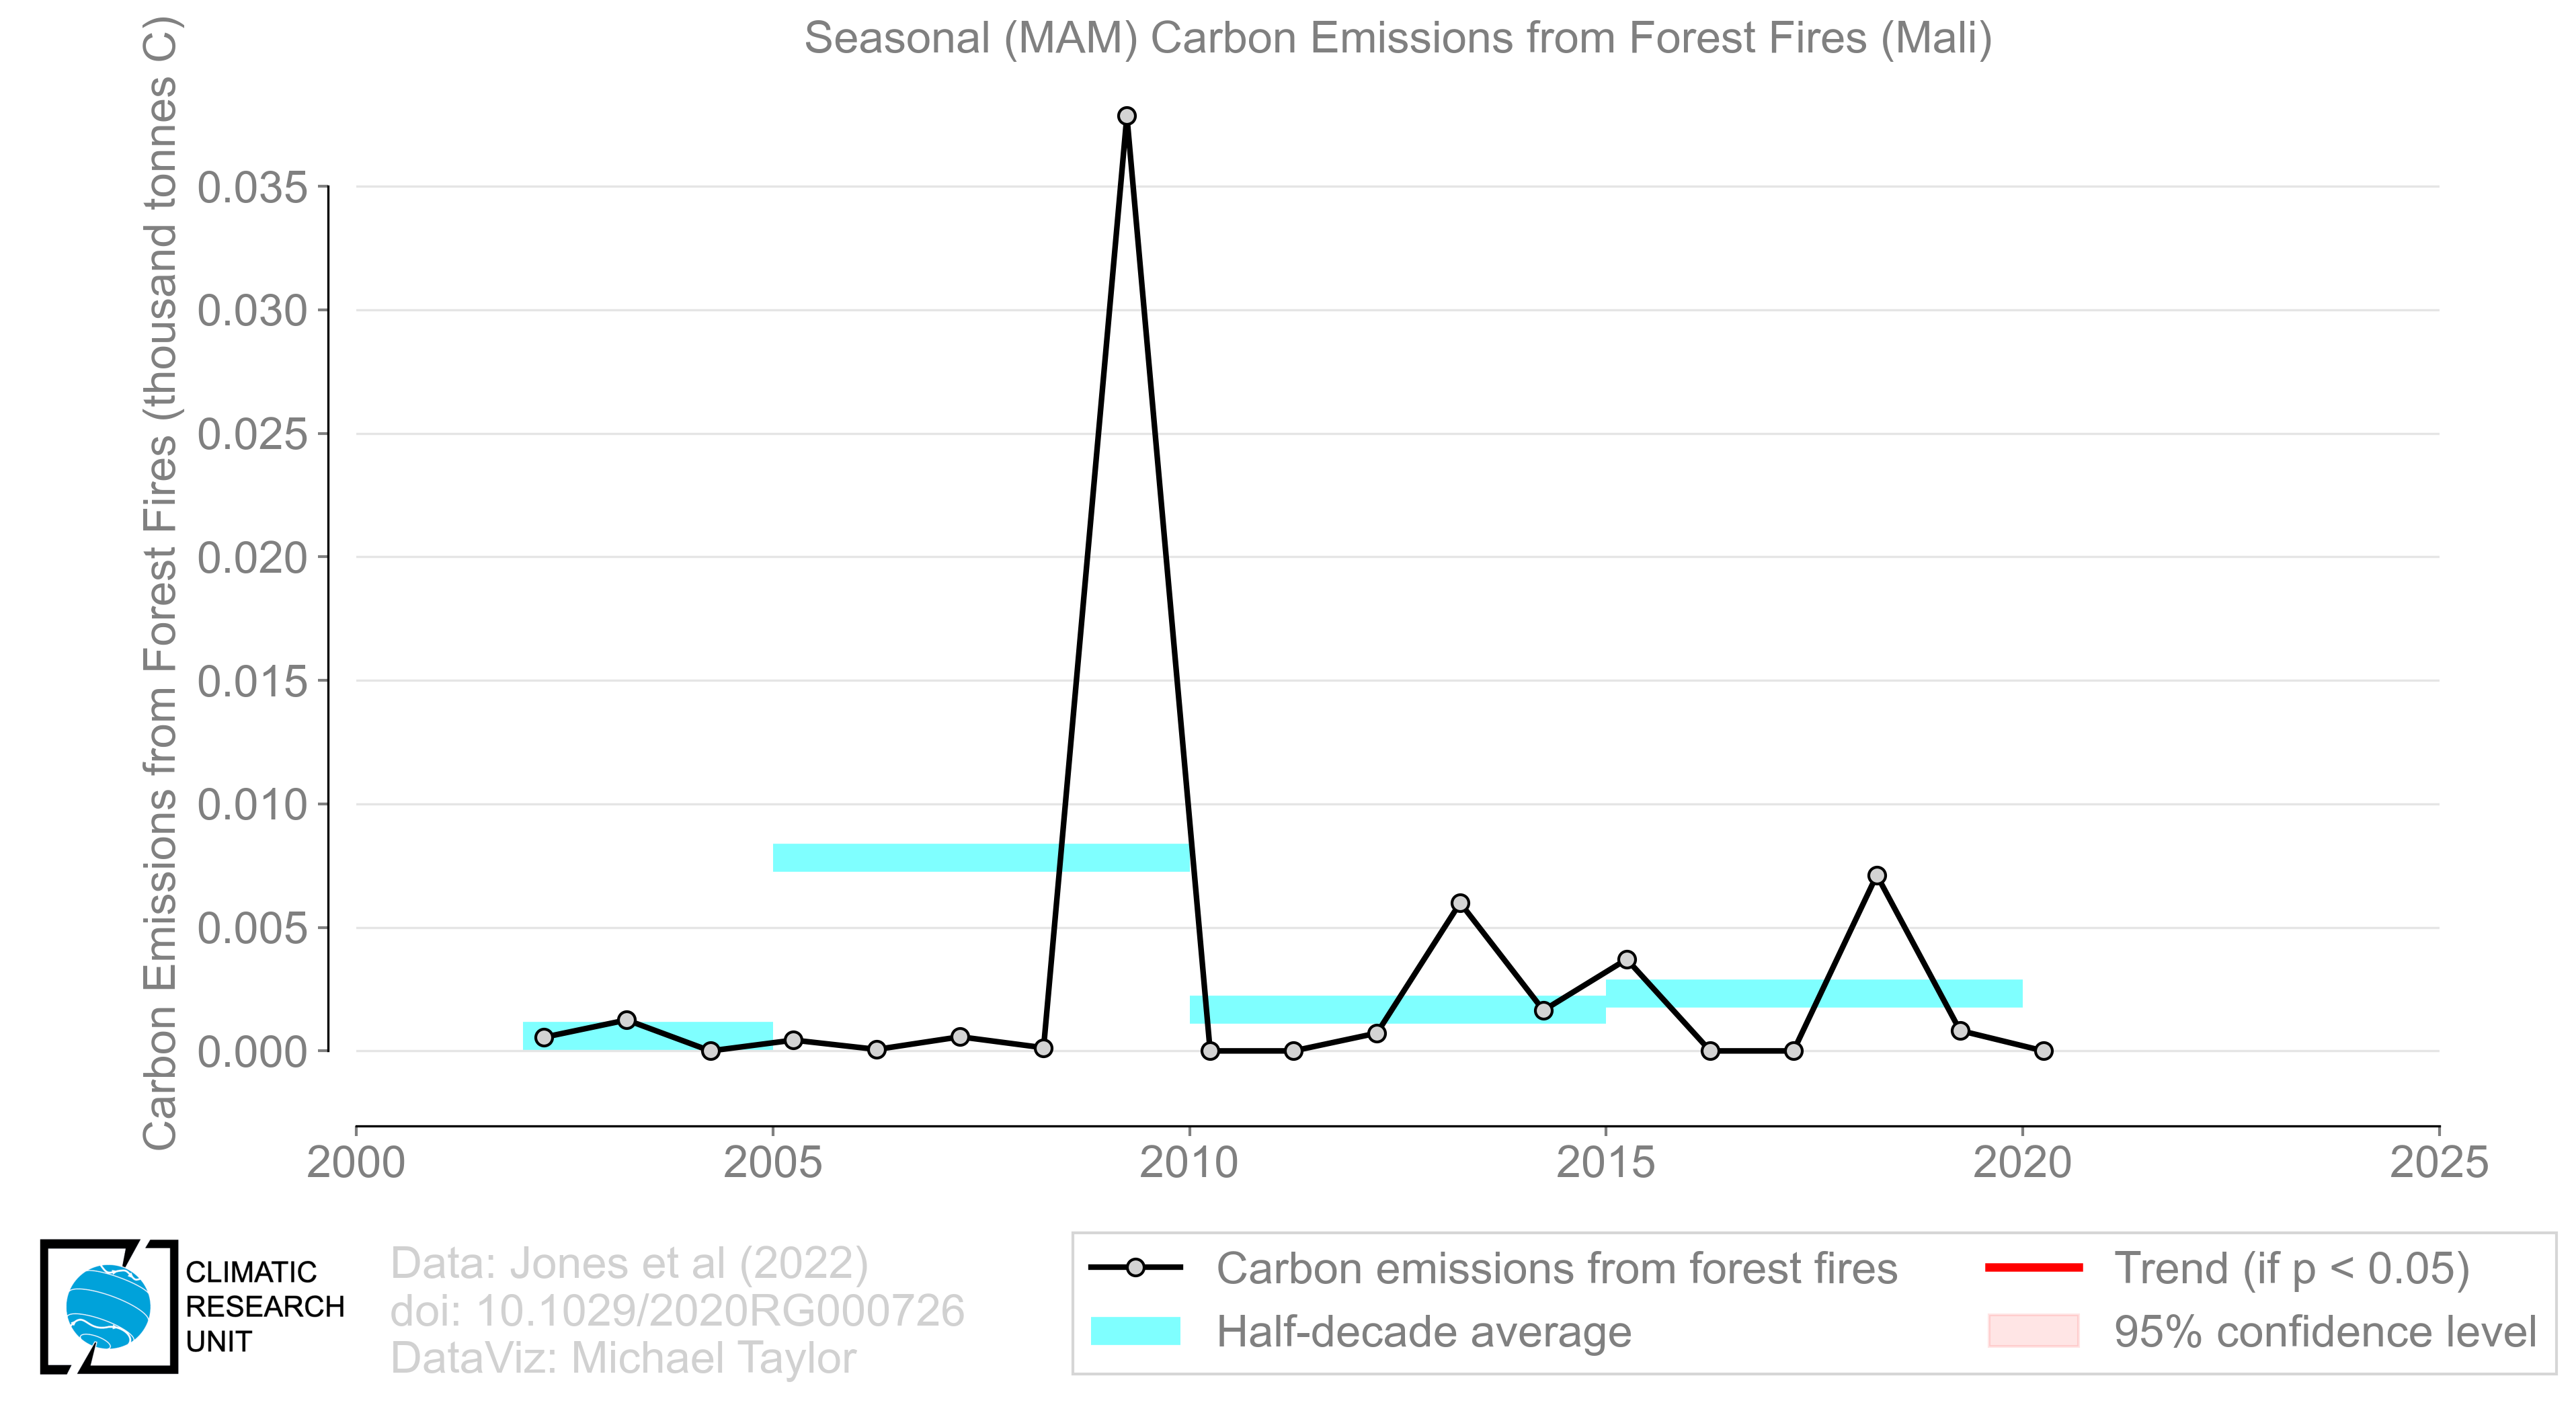 Seasonal (MAM) Carbon Emissions from Forest Fires (Mali)
Carbon Emissions from Forest Fires (thousand tonnes C)
0.035
0.030
0.025
0.020
0.015
0.010
0.005
0.000
2000 2005 2010 2015 2020 2025
CLIMATIC
RESEARCH
UNIT
Data: Jones et al (2022)
doi: 10.1029/2020RG000726
DataViz: Michael Taylor
Carbon emissions from forest fires
Half-decade average
Trend (if p < 0.05)
95% confidence level